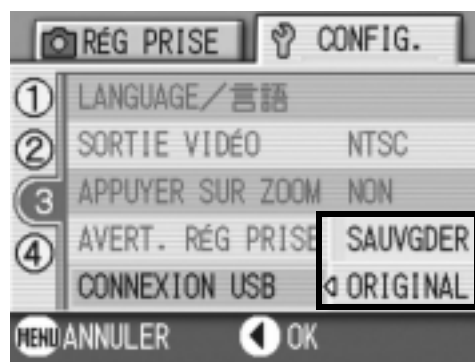 RÉG PRISE CONFIG.
1 LANGUAGE/言語
2 SORTIE VIDÉO NTSC
3 APPUYER SUR ZOOM NON
4 AVERT. RÉG PRISE SAUVGDER
CONNEXION USB ORIGINAL
MENU ANNULER OK